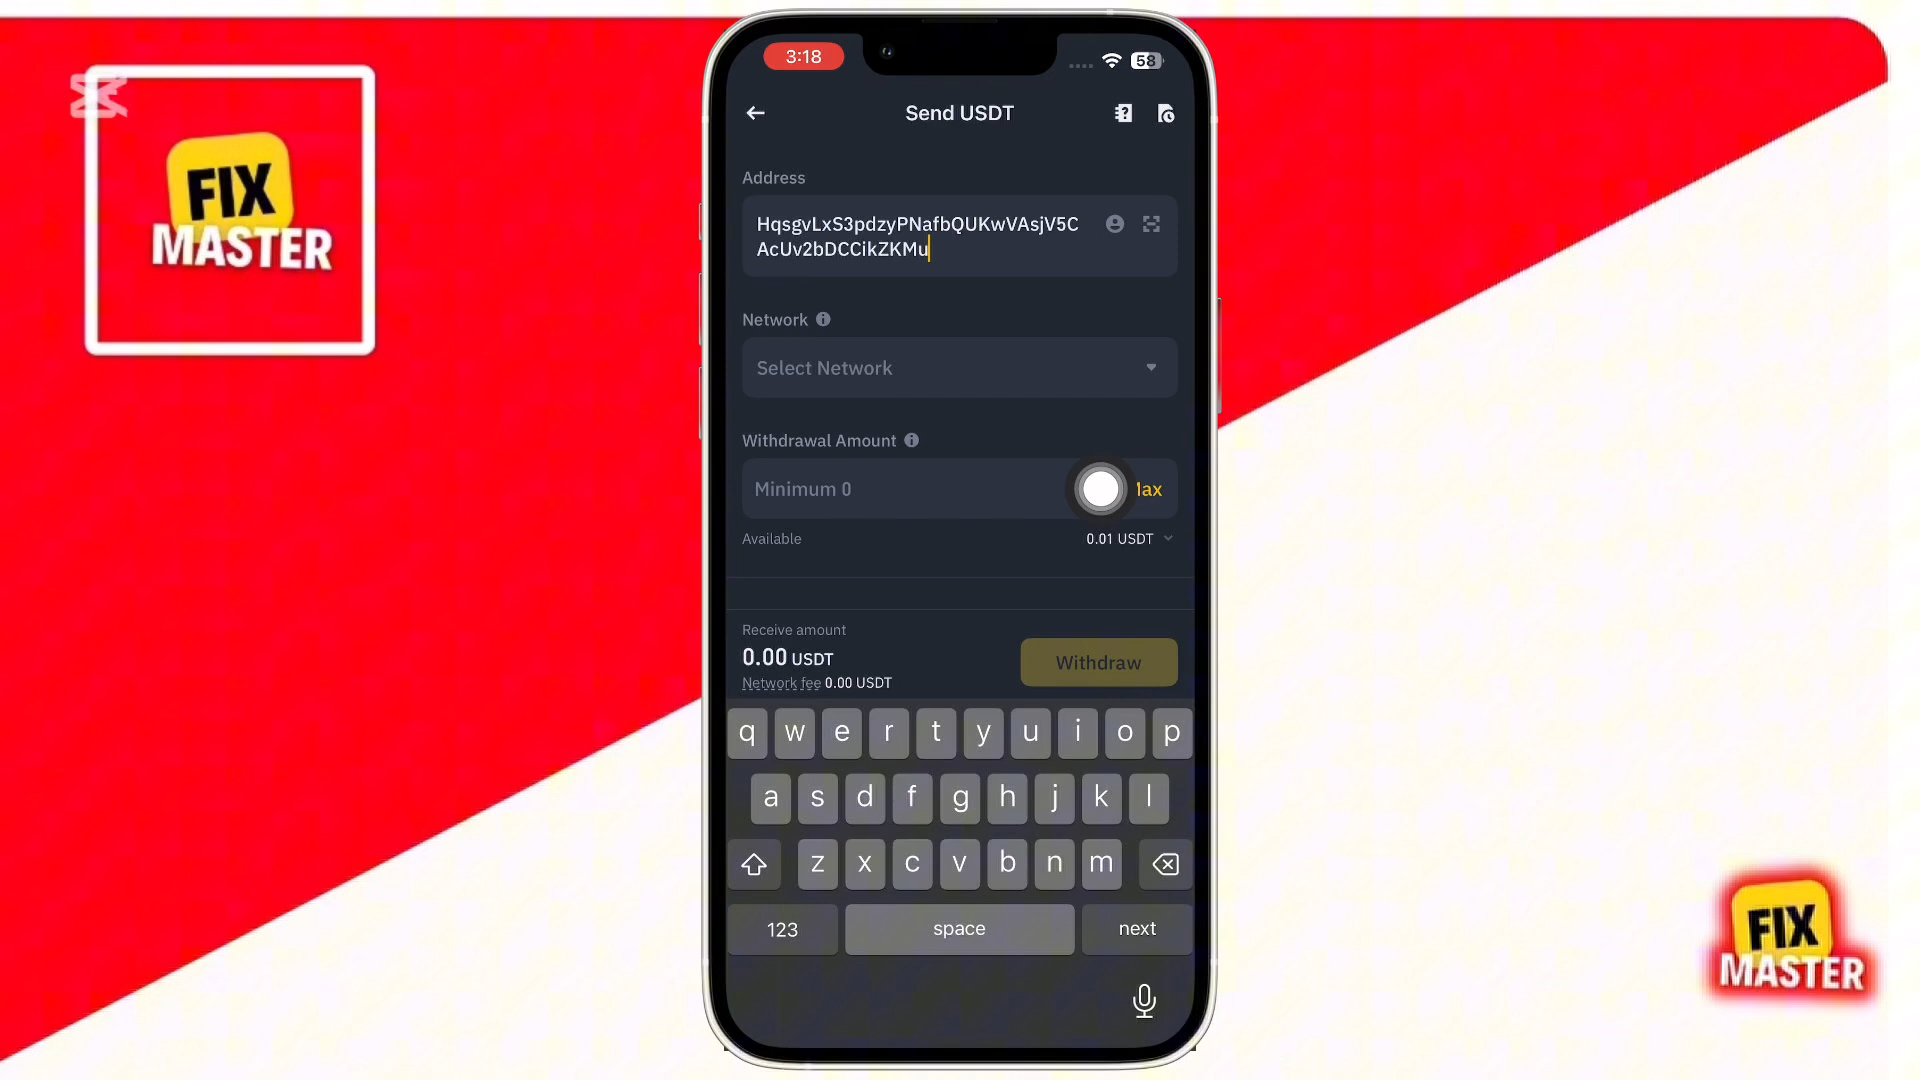 FIX
MASTER
3:18
58
Send USDT
Address
HqsgvLxS3pdzyPNafbQUKwVAsjV5C
AcUv2bDCCikZKMu
Network
Select Network
Withdrawal Amount
Minimum 0
ax
Available
0.01 USDT
Receive amount
0.00 USDT
Network fee 0.00 USDT
Withdraw
q w e r t y u i o p
a s d f g h j k l
z x c v b n m
123
space
next
FIX
MASTER